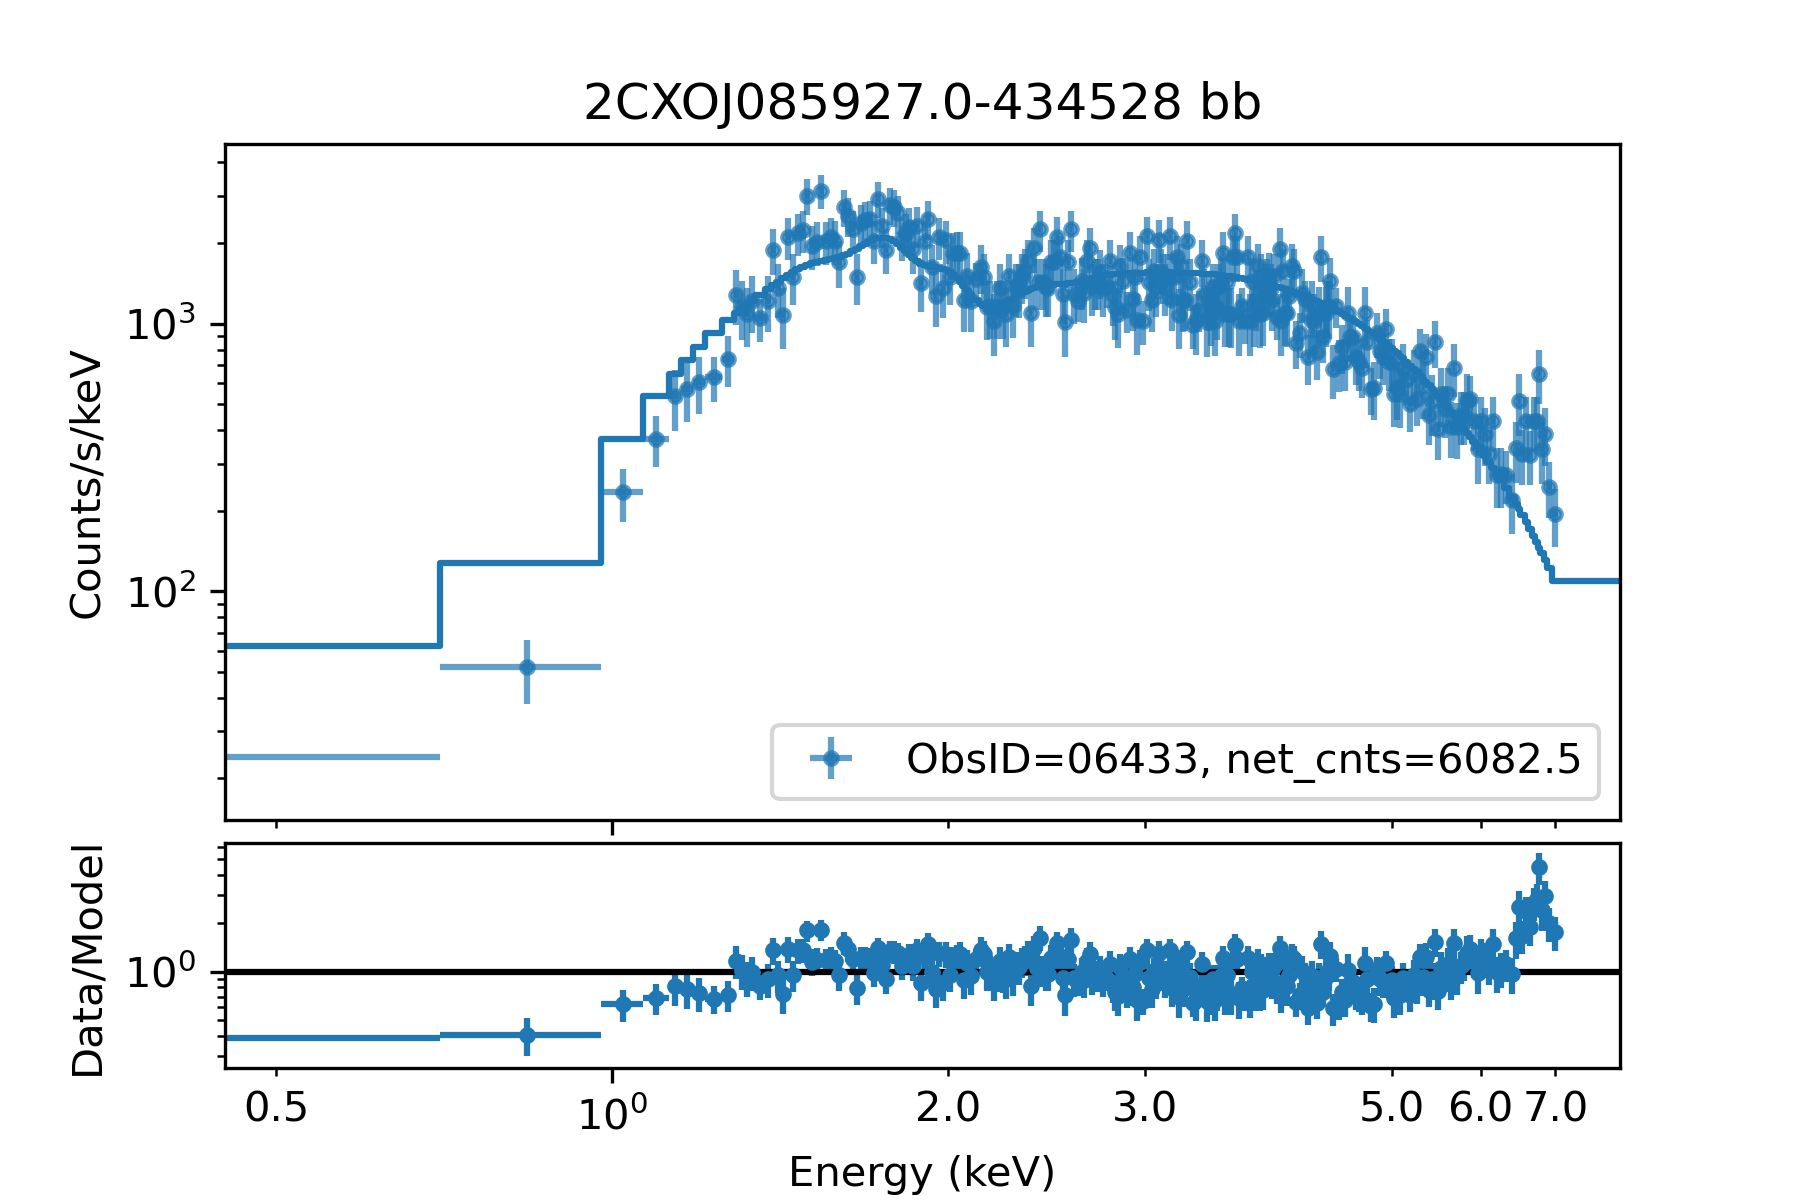 2CXOJ085927.0-434528 bb
Counts/s/keV
10³
10²
ObsID=06433, net_cnts=6082.5
Data/Model
10⁰
0.5 10⁰ 2.0 3.0 5.0 6.0 7.0
Energy (keV)